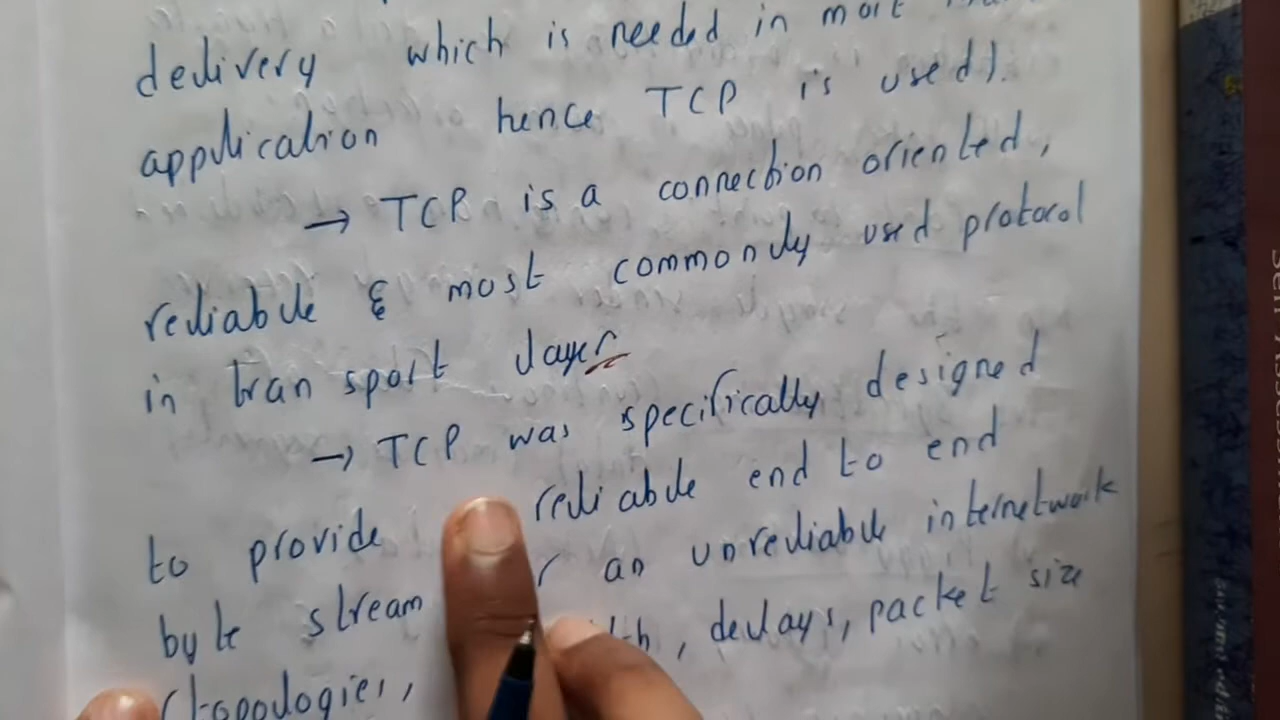 delivery which is needed in most
application hence TCP is used).
→ TCP is a connection oriented,
reliable & most commonly used protocol
in transport layer
→ TCP was specifically designed
to provide reliable end to end
byte stream an unreliable internetwork
(topologies, , delays, packet size